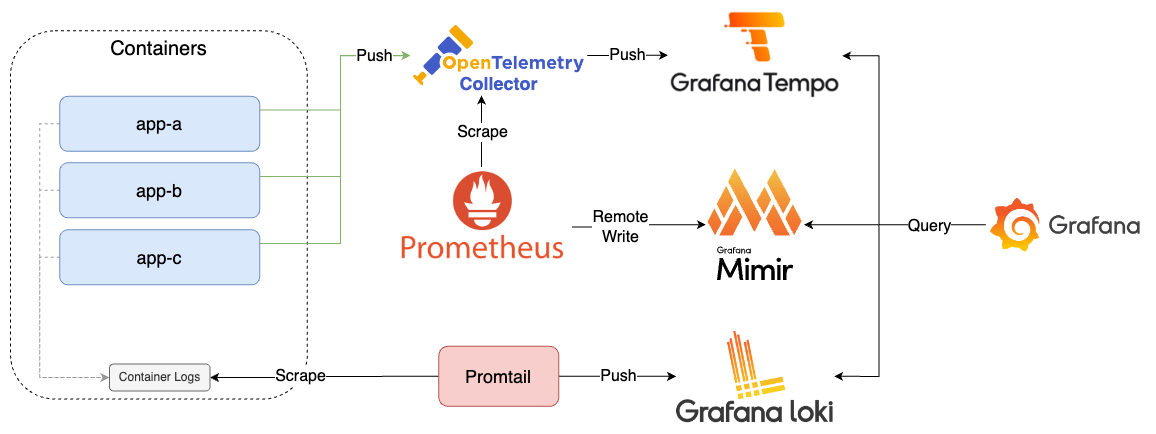 Containers
app-a
app-b
app-c
Container Logs
Push
OpenTelemetry
Collector
Push
Grafana Tempo
Scrape
Prometheus
Remote
Write
Grafana
Mimir
Query
Grafana
Scrape
Promtail
Push
Grafana loki